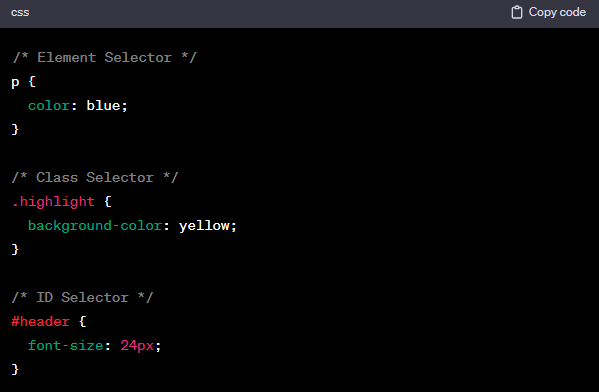 css Copy code
/* Element Selector */
p {
  color: blue;
}
/* Class Selector */
.highlight {
  background-color: yellow;
}
/* ID Selector */
#header {
  font-size: 24px;
}